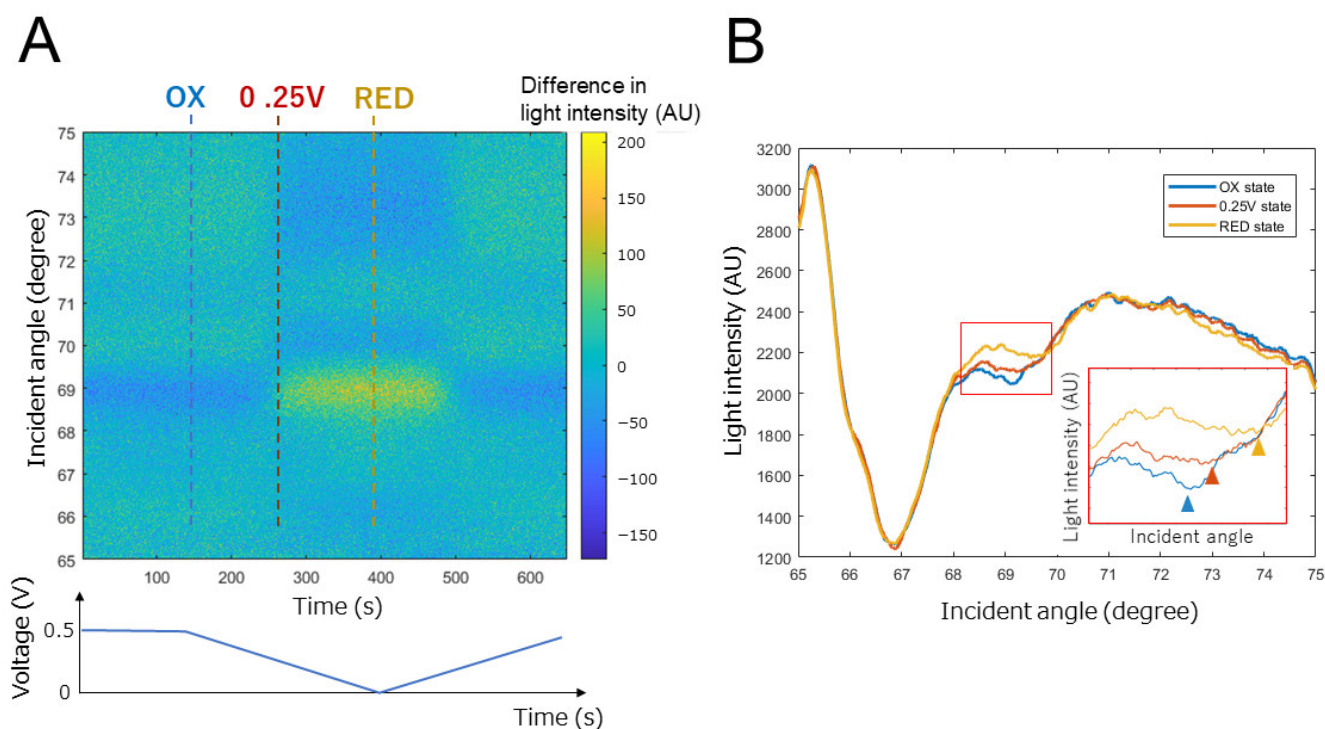 A
OX
0 .25V
RED
Difference in
light intensity (AU)
Incident angle (degree)
75
74
73
72
71
70
69
68
67
66
65
100
200
300
400
500
600
Time (s)
200
150
100
50
0
−50
−100
−150
Voltage (V)
0.5
0
Time (s)
B
Light intensity (AU)
3200
3000
2800
2600
2400
2200
2000
1800
1600
1400
1200
65
66
67
68
69
70
71
72
73
74
75
Incident angle (degree)
OX state
0.25V state
RED state
Light intensity (AU)
Incident angle